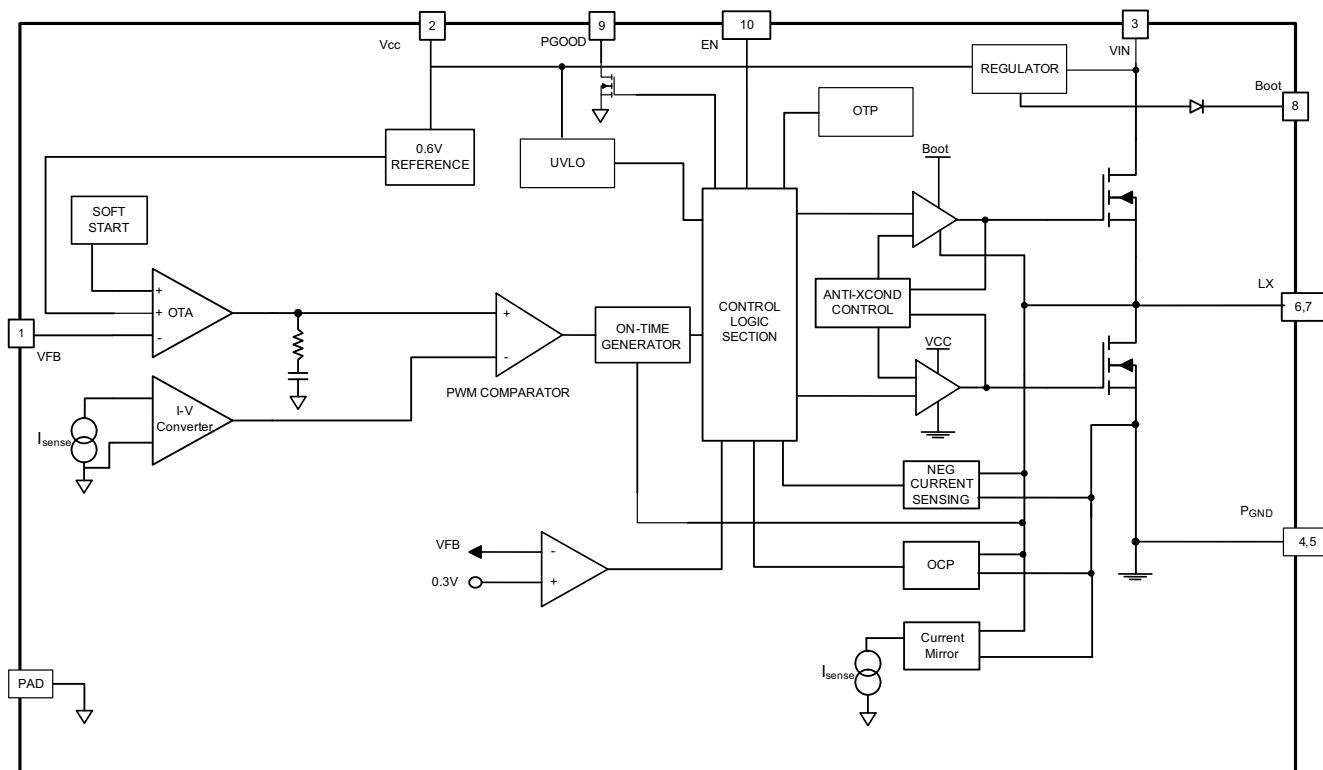 2
9
10
3
Vcc
PGOOD
EN
VIN
REGULATOR
Boot
8
OTP
0.6V
REFERENCE
UVLO
Boot
SOFT
START
LX
6,7
+
+
-
OTA
1
VFB
+
-
PWM COMPARATOR
ON-TIME
GENERATOR
CONTROL
LOGIC
SECTION
ANTI-XCOND
CONTROL
VCC
I-V
Converter
Isense
NEG
CURRENT
SENSING
PGND
4,5
VFB
-
0.3V
+
OCP
Current
Mirror
Isense
PAD